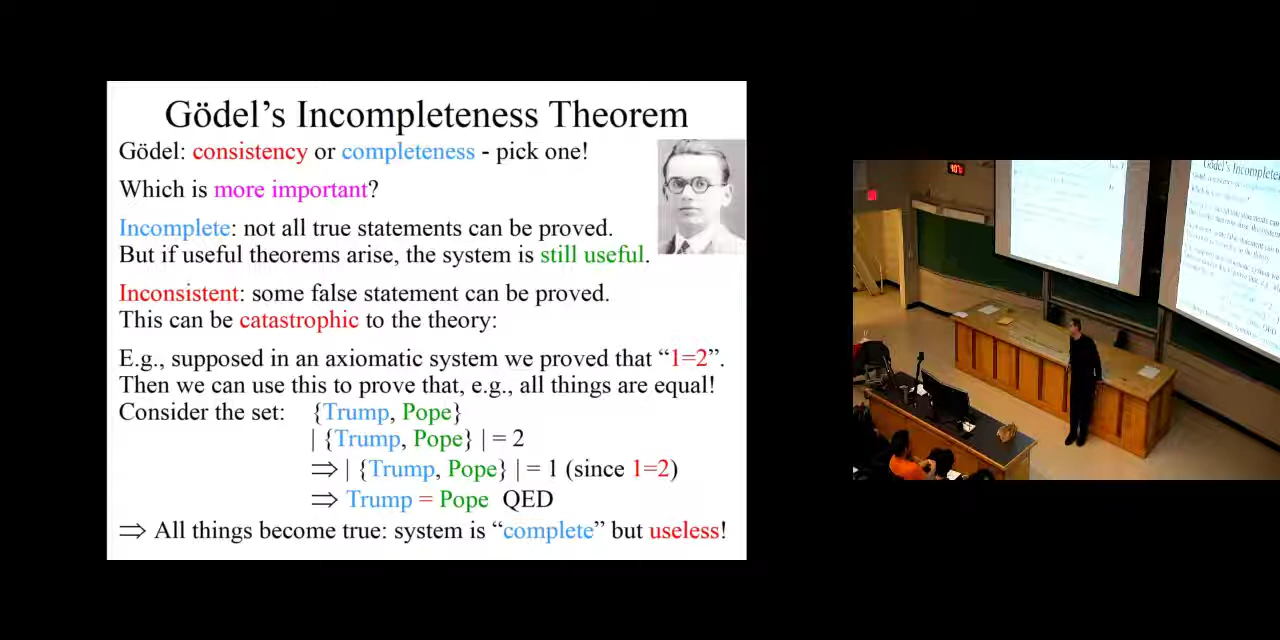 Gödel's Incompleteness Theorem
Gödel: consistency or completeness - pick one!
Which is more important?
Incomplete: not all true statements can be proved.
But if useful theorems arise, the system is still useful.
Inconsistent: some false statement can be proved.
This can be catastrophic to the theory:
E.g., supposed in an axiomatic system we proved that “1=2”.
Then we can use this to prove that, e.g., all things are equal!
Consider the set: {Trump, Pope}
| {Trump, Pope} | = 2
⇒ | {Trump, Pope} | = 1 (since 1=2)
⇒ Trump = Pope QED
⇒ All things become true: system is “complete” but useless!
Gödel's Incomplete